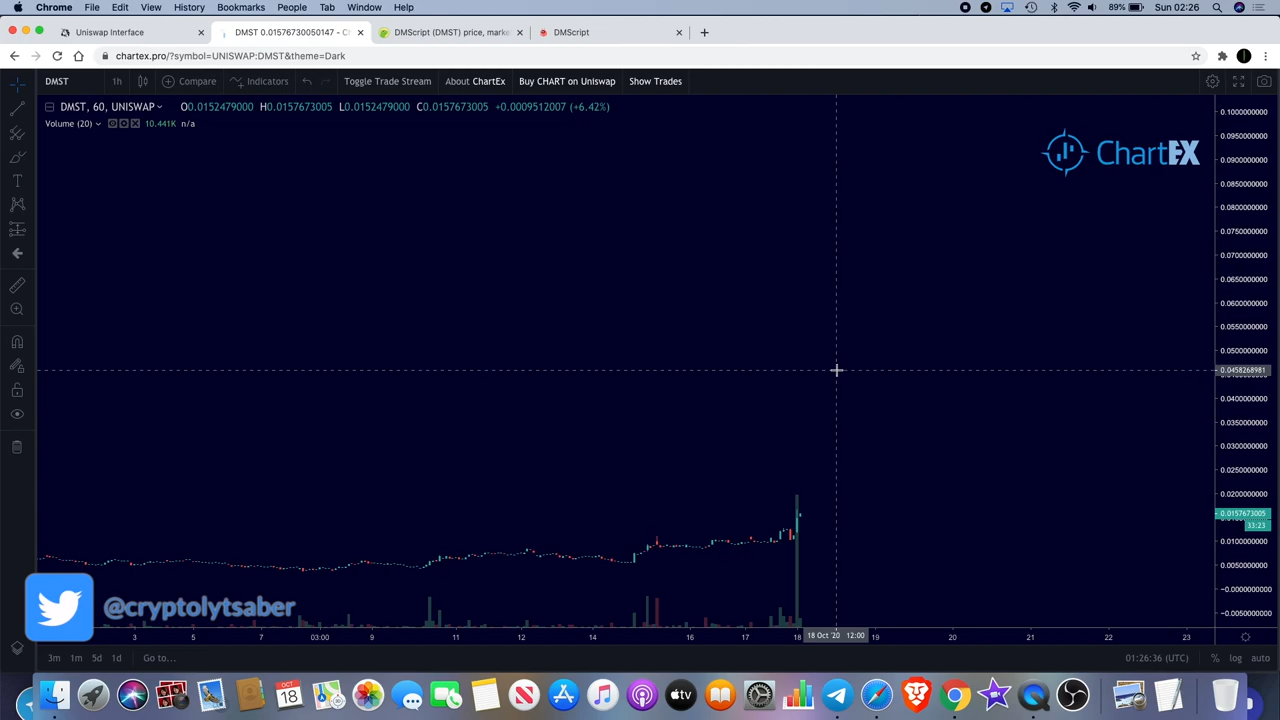 Chrome File Edit View History Bookmarks People Tab Window Help 89% Sun 02:26
Uniswap Interface DMST 0.01576730050147 - C DMScript (DMST) price, marke DMScript
chartex.pro/?symbol=UNISWAP:DMST&theme=Dark
DMST 1h Compare Indicators Toggle Trade Stream About ChartEx Buy CHART on Uniswap Show Trades
DMST, 60, UNISWAP O0.0152479000 H0.0157673005 L0.0152479000 C0.0157673005 +0.0009512007 (+6.42%)
Volume (20) 10.441K n/a
ChartEX
0.1000000000
0.0950000000
0.0900000000
0.0850000000
0.0800000000
0.0750000000
0.0700000000
0.0650000000
0.0600000000
0.0550000000
0.0500000000
0.0458268981
0.0400000000
0.0350000000
0.0300000000
0.0250000000
0.0200000000
0.0157673005
33:23
0.0100000000
0.0050000000
−0.0000000000
−0.0050000000
@cryptolytsaber
3 5 7 03:00 9 11 12 14 16 17 18 18 Oct '20 12:00 19 20 21 22 23
3m 1m 5d 1d Go to... 01:26:36 (UTC) % log auto
OCT
18
tv